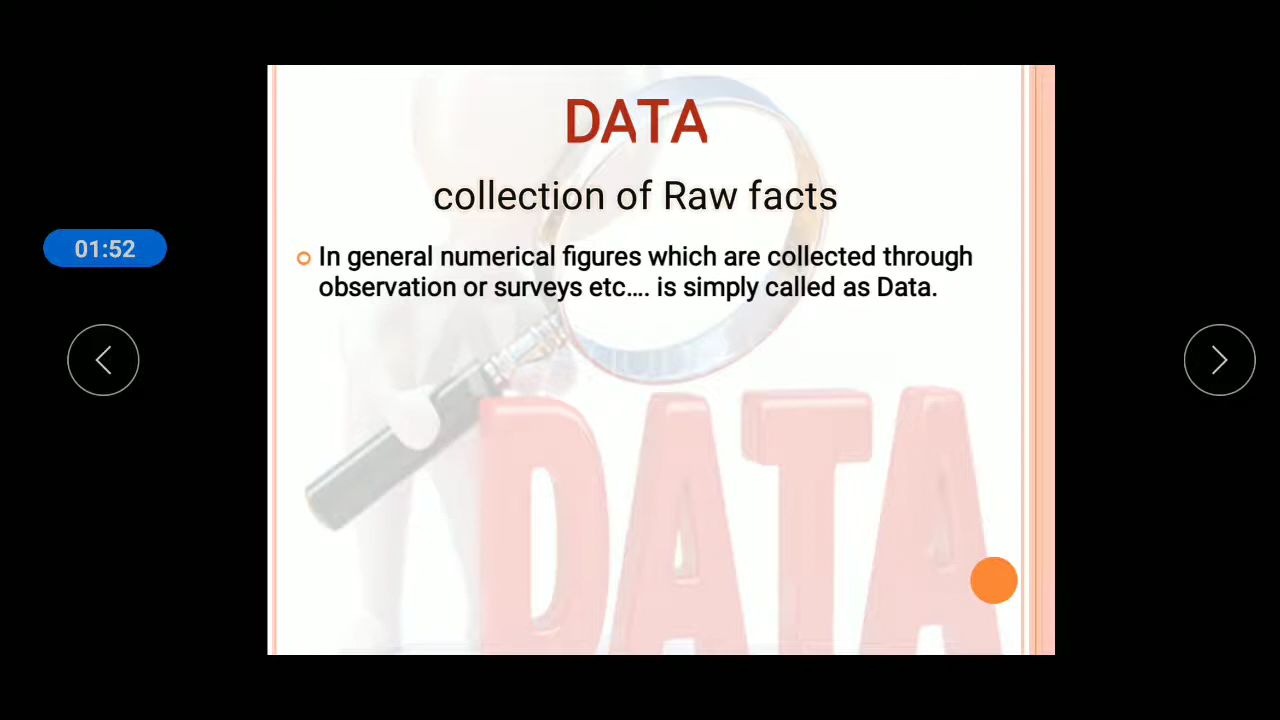 DATA
collection of Raw facts
01:52
In general numerical figures which are collected through
observation or surveys etc.... is simply called as Data.
DATA